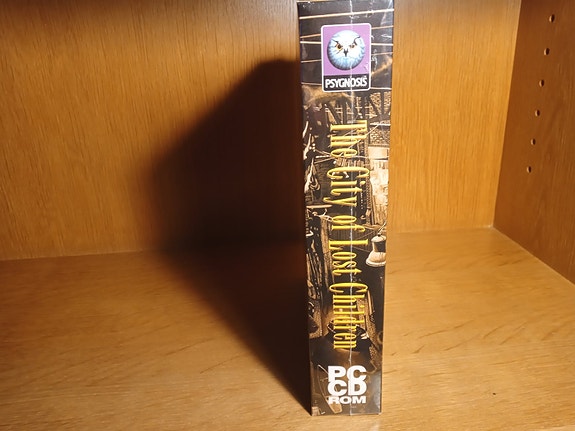 PSYGNOSIS
The City of Lost Children
PC
CD
ROM